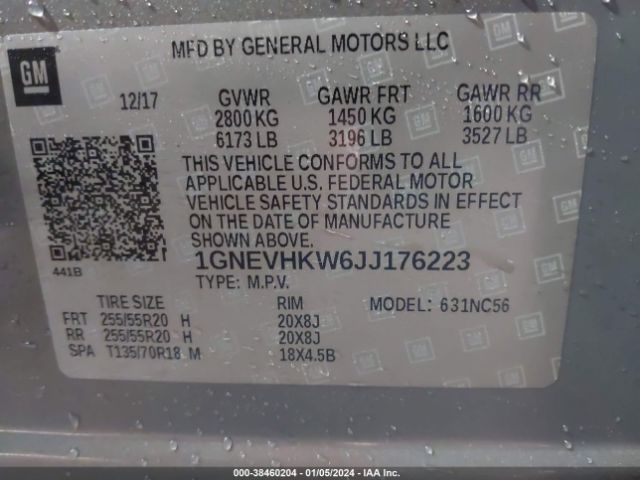 GM
MFD BY GENERAL MOTORS LLC
12/17 GVWR GAWR FRT GAWR RR
2800 KG 1450 KG 1600 KG
6173 LB 3196 LB 3527 LB
THIS VEHICLE CONFORMS TO ALL
APPLICABLE U.S. FEDERAL MOTOR
VEHICLE SAFETY STANDARDS IN EFFECT
ON THE DATE OF MANUFACTURE
SHOWN ABOVE.
441B 1GNEVHKW6JJ176223
TYPE: M.P.V. MODEL: 631NC56
TIRE SIZE RIM
FRT 255/55R20 H 20X8J
RR 255/55R20 H 20X8J
SPA T135/70R18 M 18X4.5B
000-38460204 - 01/05/2024 - IAA Inc.